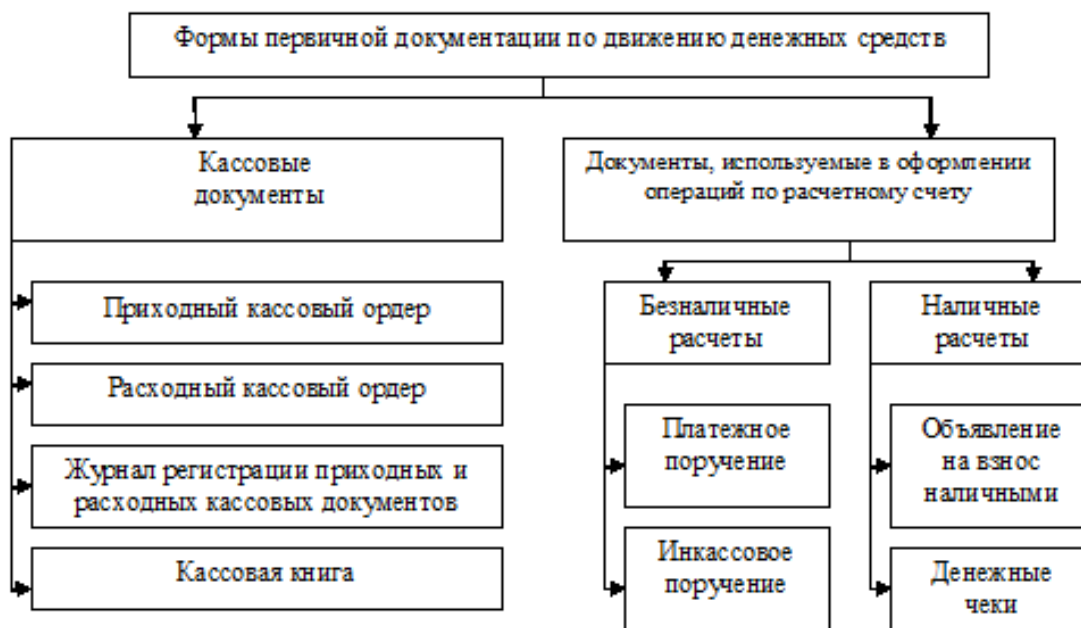 Формы первичной документации по движению денежных средств
Кассовые
документы
Документы, используемые в оформлении
операций по расчетному счету
Приходный кассовый ордер
Расходный кассовый ордер
Журнал регистрации приходных и
расходных кассовых документов
Кассовая книга
Безналичные
расчеты
Платежное
поручение
Инкассовое
поручение
Наличные
расчеты
Объявление
на взнос
наличными
Денежные
чеки